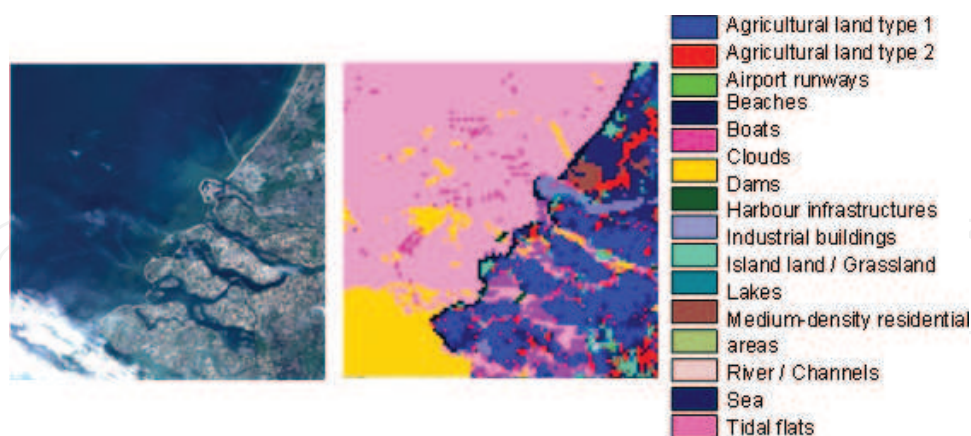 Agricultural land type 1
Agricultural land type 2
Airport runways
Beaches
Boats
Clouds
Dams
Harbour infrastructures
Industrial buildings
Island land / Grassland
Lakes
Medium-density residential
areas
River / Channels
Sea
Tidal flats